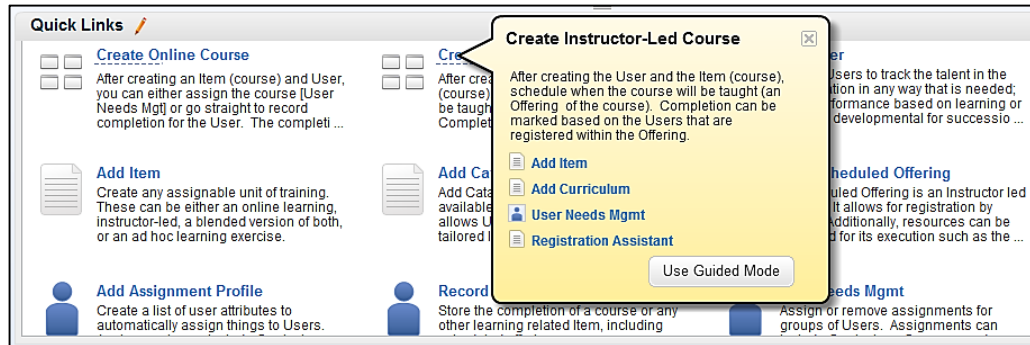 Quick Links
Create Online Course
After creating an Item (course) and User,
you can either assign the course [User
Needs Mgt] or go straight to record
completion for the User. The completi ...
Add Item
Create any assignable unit of training.
These can be either an online learning,
instructor-led, a blended version of both,
or an ad hoc learning exercise.
Add Assignment Profile
Create a list of user attributes to
automatically assign things to Users.
After
(course)
be taugh
Complet
Add
Add Cata
available
allows U
tailored
Record
Store the completion of a course or any
other learning related Item, including
Create Instructor-Led Course
After creating the User and the Item (course),
schedule when the course will be taught (an
Offering of the course). Completion can be
marked based on the Users that are
registered within the Offering.
Add Item
Add Curriculum
User Needs Mgmt
Registration Assistant
Use Guided Mode
er
Users to track the talent in the
ation in any way that is needed;
formance based on learning or
developmental for successio ...
heduled Offering
uled Offering is an Instructor led
It allows for registration by
Additionally, resources can be
d for its execution such as the ...
eeds Mgmt
Assign or remove assignments for
groups of Users. Assignments can